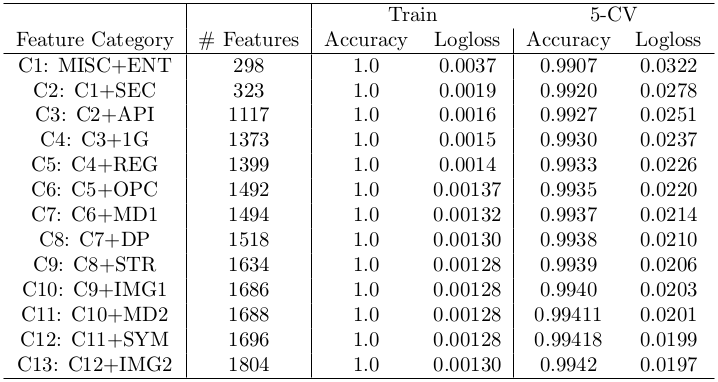 Train 5-CV
Feature Category # Features Accuracy Logloss Accuracy Logloss
C1: MISC+ENT 298 1.0 0.0037 0.9907 0.0322
C2: C1+SEC 323 1.0 0.0019 0.9920 0.0278
C3: C2+API 1117 1.0 0.0016 0.9927 0.0251
C4: C3+1G 1373 1.0 0.0015 0.9930 0.0237
C5: C4+REG 1399 1.0 0.0014 0.9933 0.0226
C6: C5+OPC 1492 1.0 0.00137 0.9935 0.0220
C7: C6+MD1 1494 1.0 0.00132 0.9937 0.0214
C8: C7+DP 1518 1.0 0.00130 0.9938 0.0210
C9: C8+STR 1634 1.0 0.00128 0.9939 0.0206
C10: C9+IMG1 1686 1.0 0.00128 0.9940 0.0203
C11: C10+MD2 1688 1.0 0.00128 0.99411 0.0201
C12: C11+SYM 1696 1.0 0.00128 0.99418 0.0199
C13: C12+IMG2 1804 1.0 0.00130 0.9942 0.0197